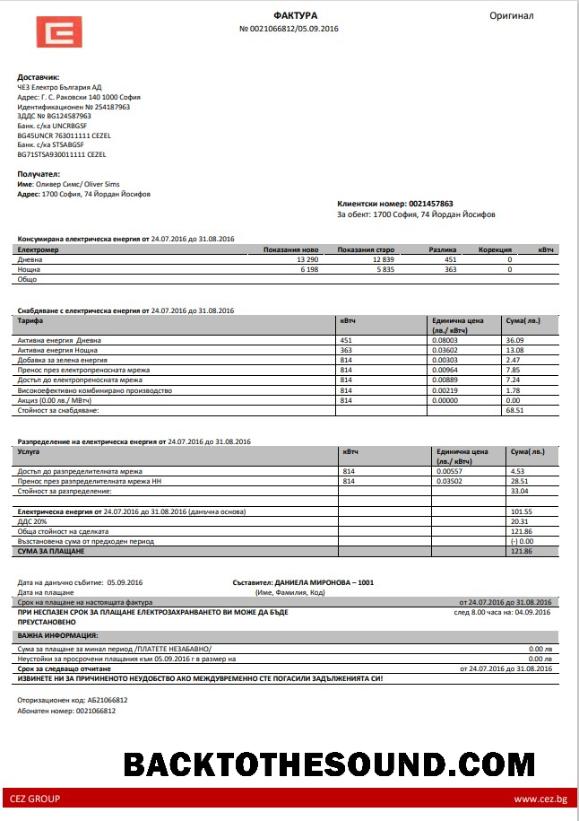 ФАКТУРА
Оригинал
№ 0021066812/05.09.2016
Доставчик:
ЧЕЗ Електро България АД
Адрес: Г. С. Раковски 140 1000 София
Идентификационен № 254187963
ЗДДС № BG124587963
Банк. с/ка UNCRBGSF
BG45UNCR 763011111 CEZEL
Банк. с/ка STSABGSF
BG71STSA930011111 CEZEL
Получател:
Име: Оливер Симс/ Oliver Sims
Адрес: 1700 София, 74 Йордан Йосифов
Клиентски номер: 0021457863
За обект: 1700 София, 74 Йордан Йосифов
Консумирана електрическа енергия от 24.07.2016 до 31.08.2016
Електромер Показания ново Показания старо Разлика Корекция кВтч
Дневна 13 290 12 839 451 0
Нощна 6 198 5 835 363 0
Общо
Снабдяване с електрическа енергия от 24.07.2016 до 31.08.2016
Тарифа кВтч Единична цена (лв./ кВтч) Сума( лв.)
Активна енергия Дневна 451 0.08003 36.09
Активна енергия Нощна 363 0.03602 13.08
Добавка за зелена енергия 814 0.00303 2.47
Пренос през електропреносната мрежа 814 0.00964 7.85
Достъп до електропреносната мрежа 814 0.00889 7.24
Високоефективно комбинирано производство 814 0.00219 1.78
Акциз (0.00 лв./ МВтч) 814 0.00000 0.00
Стойност за снабдяване: 68.51
Разпределение на електрическа енергия от 24.07.2016 до 31.08.2016
Услуга кВтч Единична цена (лв./ кВтч) Сума( лв.)
Достъп до разпределителната мрежа 814 0.00557 4.53
Пренос през разпределителната мрежа НН 814 0.03502 28.51
Стойност за разпределение: 33.04
Електрическа енергия от 24.07.2016 до 31.08.2016 (данъчна основа) 101.55
ДДС 20% 20.31
Обща стойност на сделката 121.86
Възстановена сума от предходен период (-) 0.00
СУМА ЗА ПЛАЩАНЕ 121.86
Дата на данъчно събитие: 05.09.2016 Съставител: ДАНИЕЛА МИРОНОВА – 1001
Дата на плащане (Име, Фамилия, Код)
Срок на плащане на настоящата фактура от 24.07.2016 до 31.08.2016
ПРИ НЕСПАЗЕН СРОК ЗА ПЛАЩАНЕ ЕЛЕКТРОЗАХРАНВАНЕТО ВИ МОЖЕ ДА БЪДЕ след 8.00 часа на: 04.09.2016
ПРЕУСТАНОВЕНО
ВАЖНА ИНФОРМАЦИЯ:
Сума за плащане за минал период /ПЛАТЕТЕ НЕЗАБАВНО/ 0.00 лв
Неустойки за просрочени плащания към 05.09.2016 г в размер на 0.00 лв
Срок за следващо отчитане от 24.07.2016 до 31.08.2016
ИЗВИНЕТЕ НИ ЗА ПРИЧИНЕНОТО НЕУДОБСТВО АКО МЕЖДУВРЕМЕННО СТЕ ПОГАСИЛИ ЗАДЪЛЖЕНИЯТА СИ!
Оторизационен код: АБ21066812
Абонатен номер: 0021066812
BACKTOTHESOUND.COM
CEZ GROUP www.cez.bg